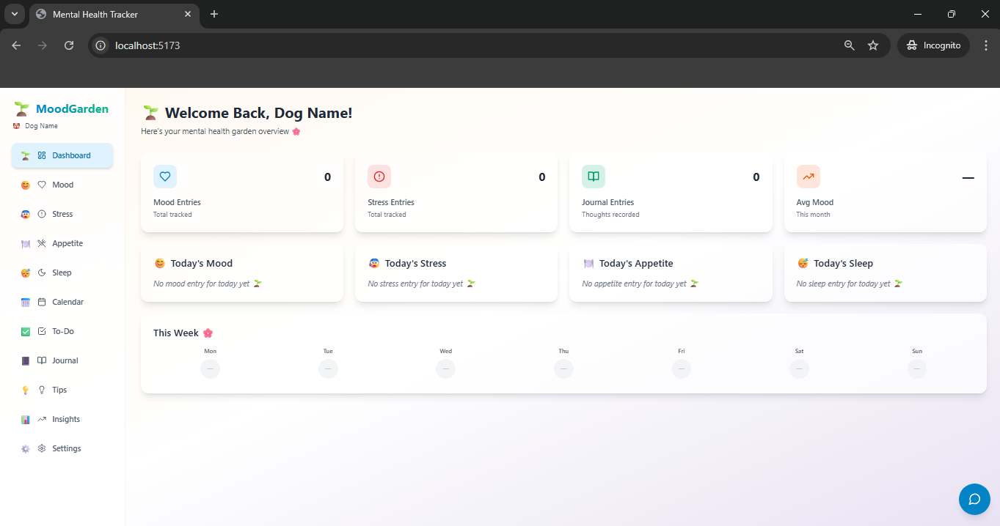 Mental Health Tracker
localhost:5173
Incognito
MoodGarden
Dog Name
Dashboard
Mood
Stress
Appetite
Sleep
Calendar
To-Do
Journal
Tips
Insights
Settings
Welcome Back, Dog Name!
Here's your mental health garden overview
0
Mood Entries
Total tracked
0
Stress Entries
Total tracked
0
Journal Entries
Thoughts recorded
—
Avg Mood
This month
Today's Mood
No mood entry for today yet
Today's Stress
No stress entry for today yet
Today's Appetite
No appetite entry for today yet
Today's Sleep
No sleep entry for today yet
This Week
Mon Tue Wed Thu Fri Sat Sun
— — — — — — —